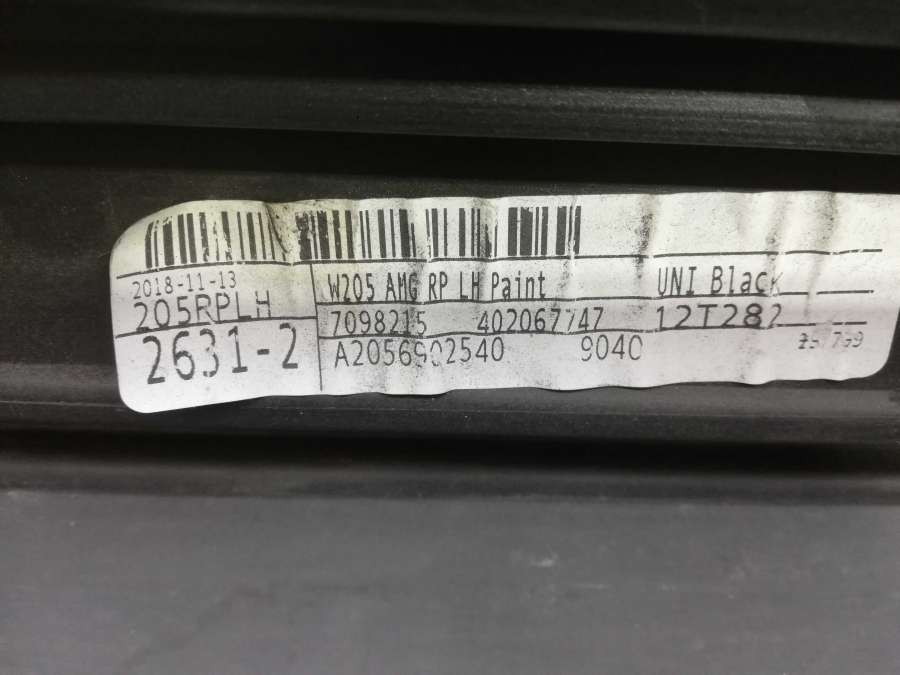 2018-11-13
205RPLH
2631-2
W205 AMG RP LH Paint UNI Black
7098215 402067747 12T282
A2056902540 9040